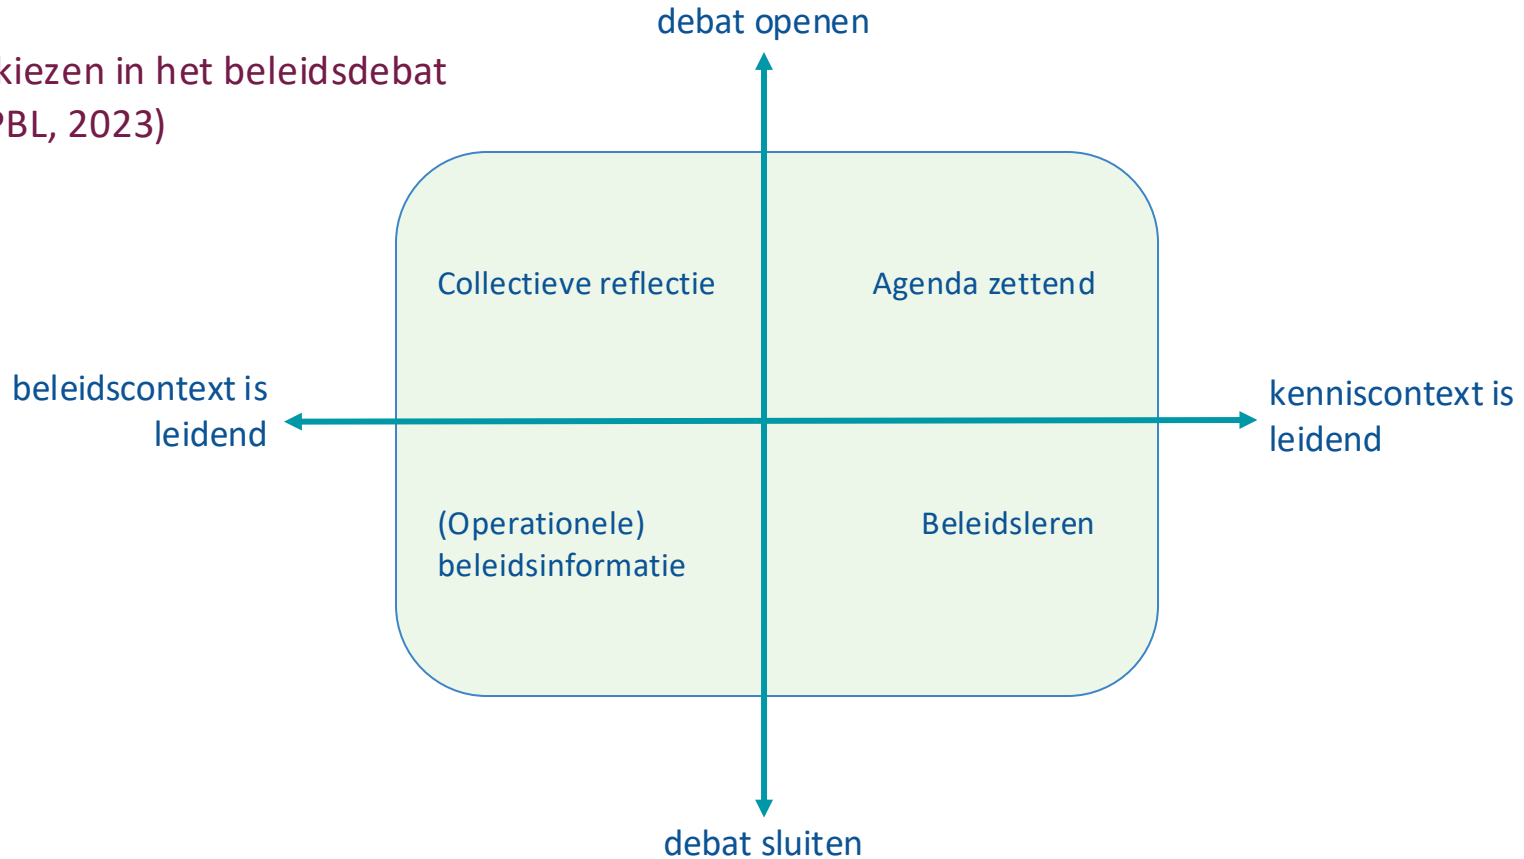 debat openen
kiezen in het beleidsdebat
PBL, 2023)
Collectieve reflectie
Agenda zettend
beleidscontext is
leidend
kenniscontext is
leidend
(Operationele)
beleidsinformatie
Beleidsleren
debat sluiten